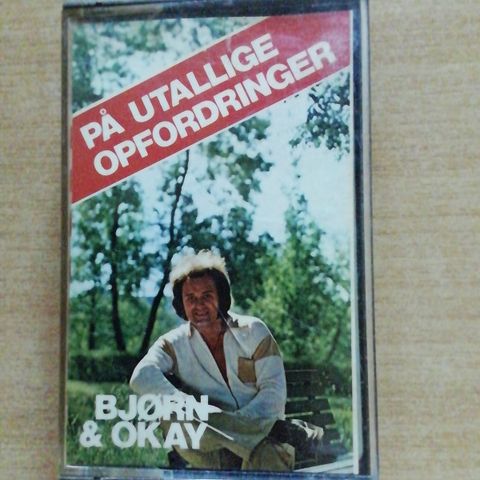 PÅ UTALLIGE
OPFORDRINGER
BJØRN
& OKAY